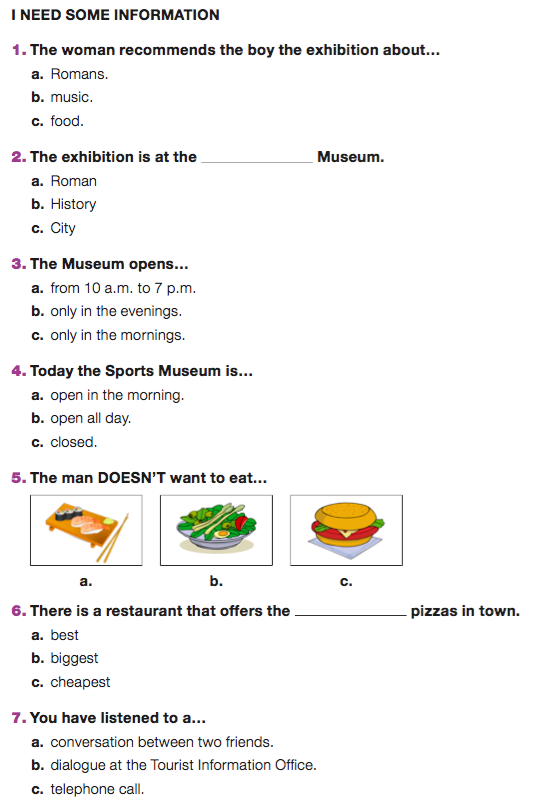 I NEED SOME INFORMATION
1. The woman recommends the boy the exhibition about...
a. Romans.
b. music.
c. food.
2. The exhibition is at the ______________ Museum.
a. Roman
b. History
c. City
3. The Museum opens...
a. from 10 a.m. to 7 p.m.
b. only in the evenings.
c. only in the mornings.
4. Today the Sports Museum is...
a. open in the morning.
b. open all day.
c. closed.
5. The man DOESN'T want to eat...
a. b. c.
6. There is a restaurant that offers the ______________ pizzas in town.
a. best
b. biggest
c. cheapest
7. You have listened to a...
a. conversation between two friends.
b. dialogue at the Tourist Information Office.
c. telephone call.